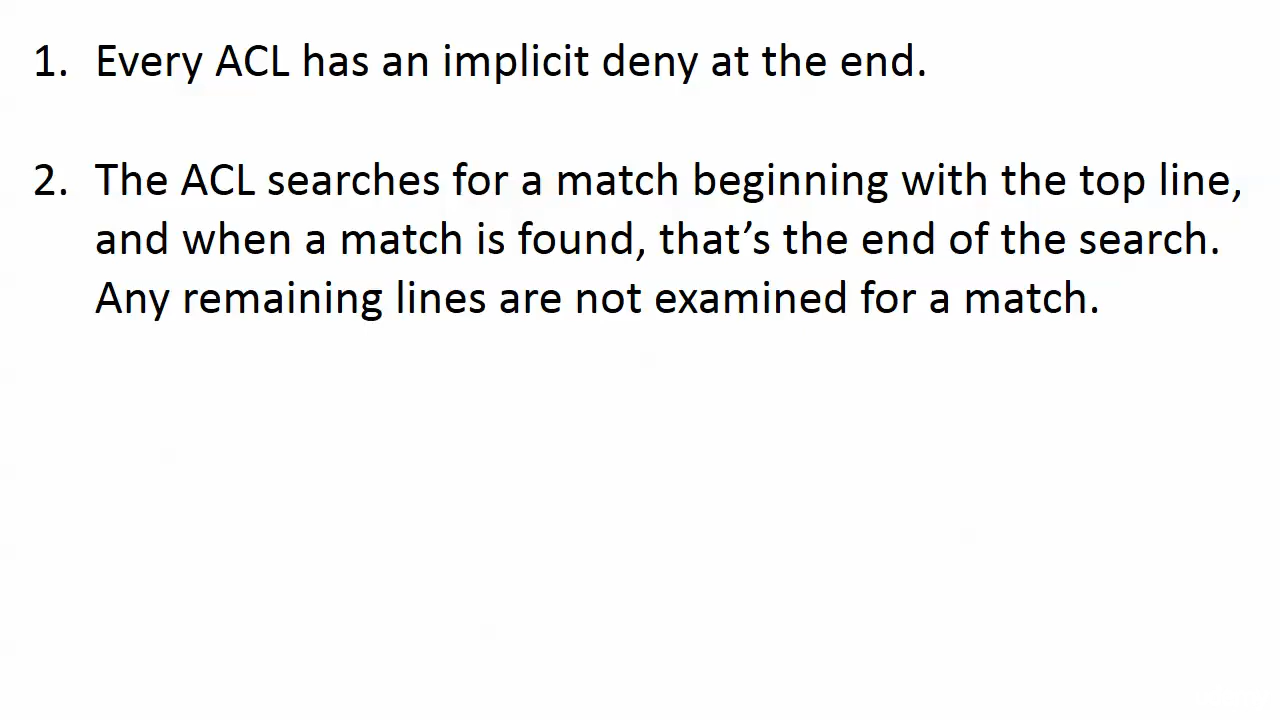 1. Every ACL has an implicit deny at the end.
2. The ACL searches for a match beginning with the top line,
and when a match is found, that’s the end of the search.
Any remaining lines are not examined for a match.